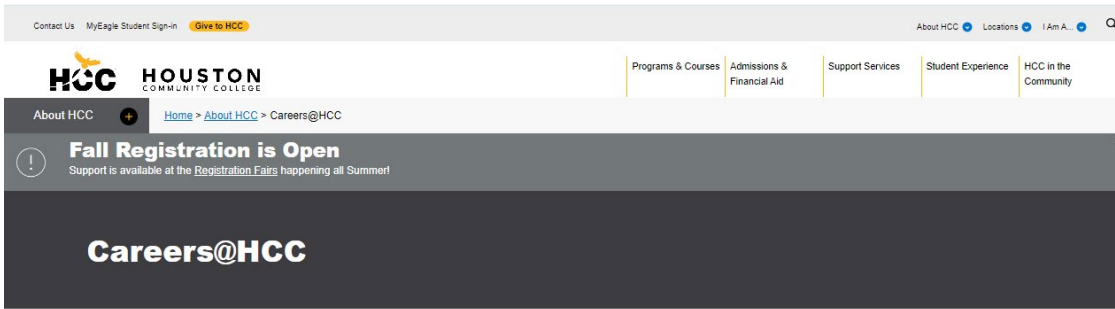 Contact Us MyEagle Student Sign-in Give to HCC About HCC Locations I Am A...
HCC HOUSTON
COMMUNITY COLLEGE
Programs & Courses
Admissions &
Financial Aid
Support Services
Student Experience
HCC in the
Community
About HCC + Home > About HCC > Careers@HCC
! Fall Registration is Open
Support is available at the Registration Fairs happening all Summer!
Careers@HCC